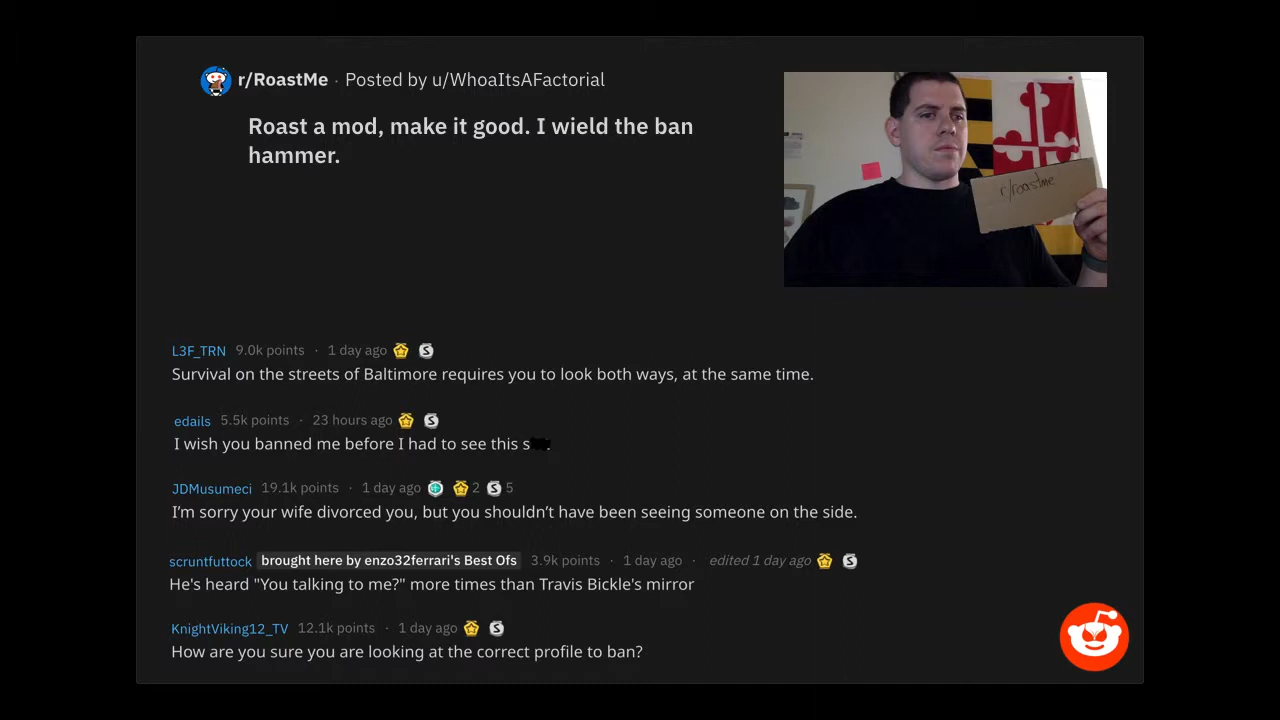 r/RoastMe · Posted by u/WhoaItsAFactorial
Roast a mod, make it good. I wield the ban
hammer.
r/roastme
L3F_TRN 9.0k points · 1 day ago
Survival on the streets of Baltimore requires you to look both ways, at the same time.
edails 5.5k points · 23 hours ago
I wish you banned me before I had to see this s .
JDMusumeci 19.1k points · 1 day ago 2 5
I’m sorry your wife divorced you, but you shouldn’t have been seeing someone on the side.
scruntfuttock brought here by enzo32ferrari's Best Ofs 3.9k points · 1 day ago · edited 1 day ago
He's heard "You talking to me?" more times than Travis Bickle's mirror
KnightViking12_TV 12.1k points · 1 day ago
How are you sure you are looking at the correct profile to ban?